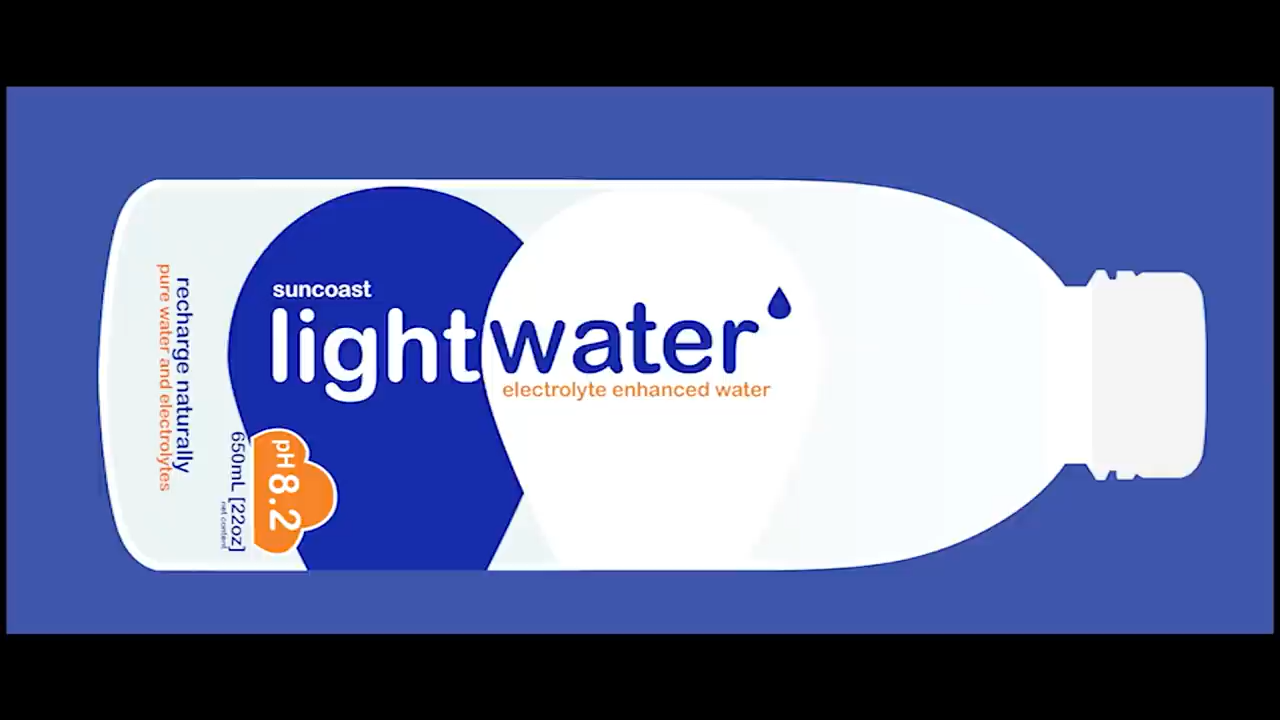 suncoast
lightwater
electrolyte enhanced water
recharge naturally
pure water and electrolytes
pH 8.2
650mL [22oz]
net content